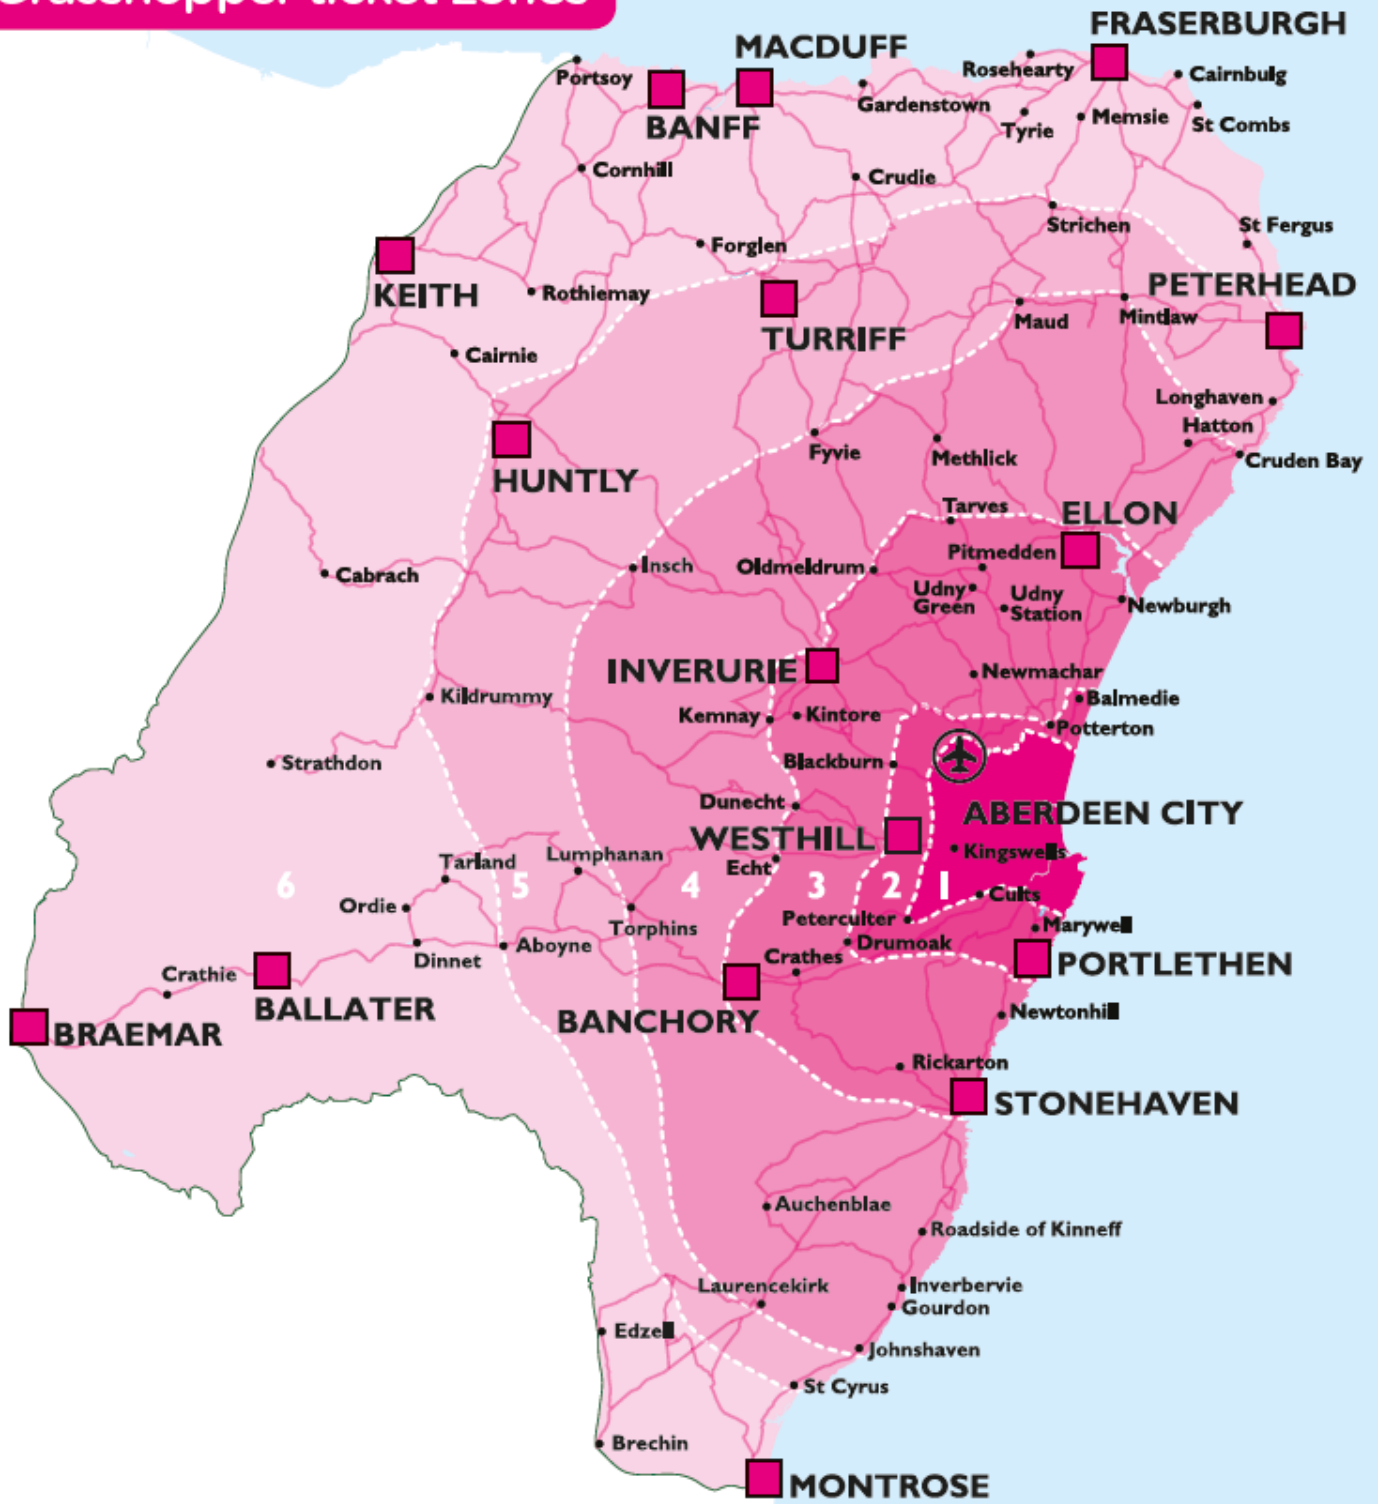 Grasshopper ticket zones
FRASERBURGH
MACDUFF
Rosehearty
Cairnbulg
Portsoy
Gardenstown
Memsie
St Combs
BANFF
Tyrie
Cornhill
Crudie
Strichen
St Fergus
Forglen
PETERHEAD
KEITH
Rothiemay
Maud
Mintlaw
TURRIFF
Cairnie
Longhaven
Hatton
Fyvie
Methlick
Cruden Bay
HUNTLY
Tarves
ELLON
Pitmedden
Insch
Oldmeldrum
Cabrach
Udny
Green
Udny
Station
Newburgh
INVERURIE
Newmachar
Kildrummy
Balmedie
Kemnay
Kintore
Potterton
Strathdon
Blackburn
Dunecht
ABERDEEN CITY
WESTHILL
Kingswells
Tarland
Lumphanan
Echt
6
5
4
3
2
1
Cults
Ordie
Torphins
Peterculter
Marywell
Aboyne
Drumoak
Dinnet
Crathes
PORTLETHEN
Crathie
BALLATER
Newtonhill
BANCHORY
BRAEMAR
Rickarton
STONEHAVEN
Auchenblae
Roadside of Kinneff
Laurencekirk
Inverbervie
Gourdon
Edzell
Johnshaven
St Cyrus
Brechin
MONTROSE